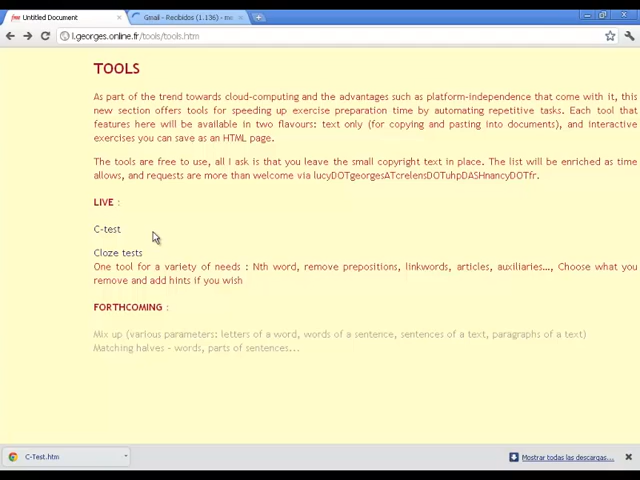 Untitled Document
Gmail - Recibidos (1.136) - m...
l.georges.online.fr/tools/tools.htm
TOOLS
As part of the trend towards cloud-computing and the advantages such as platform-independence that come with it, this
new section offers tools for speeding up exercise preparation time by automating repetitive tasks. Each tool that
features here will be available in two flavours: text only (for copying and pasting into documents), and interactive
exercises you can save as an HTML page.
The tools are free to use, all I ask is that you leave the small copyright text in place. The list will be enriched as time
allows, and requests are more than welcome via lucyDOTgeorgesATcrelensDOTuhpDASHnancyDOTfr.
LIVE :
C-test
Cloze tests
One tool for a variety of needs : Nth word, remove prepositions, linkwords, articles, auxiliaries..., Choose what you
remove and add hints if you wish
FORTHCOMING :
Mix up (various parameters: letters of a word, words of a sentence, sentences of a text, paragraphs of a text)
Matching halves - words, parts of sentences...
C-Test.htm
Mostrar todas las descargas...